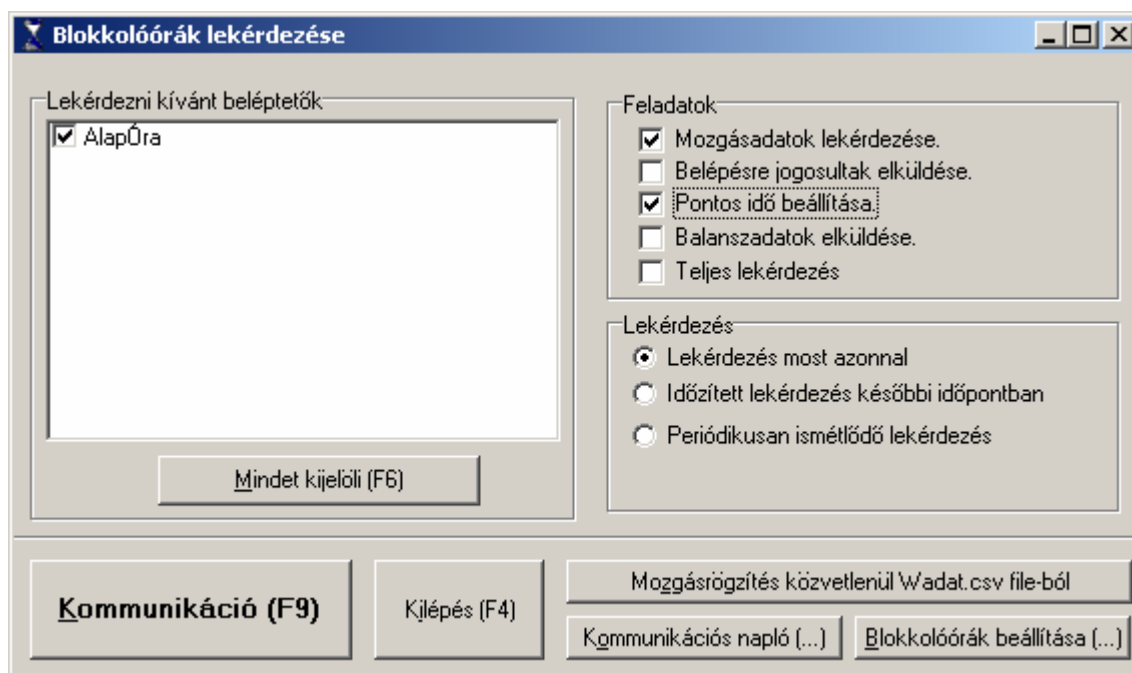 Blokkolóórák lekérdezése
Lekérdezni kívánt beléptetők
AlapÓra
Mindet kijelöli (F6)
Feladatok
Mozgásadatok lekérdezése.
Belépésre jogosultak elküldése.
Pontos idő beállítása.
Balanszadatok elküldése.
Teljes lekérdezés
Lekérdezés
Lekérdezés most azonnal
Időzített lekérdezés későbbi időpontban
Periódikusan ismétlődő lekérdezés
Kommunikáció (F9)
Kilépés (F4)
Mozgásrögzítés közvetlenül Wadat.csv file-ból
Kommunikációs napló (...)
Blokkolóórák beállítása (...)